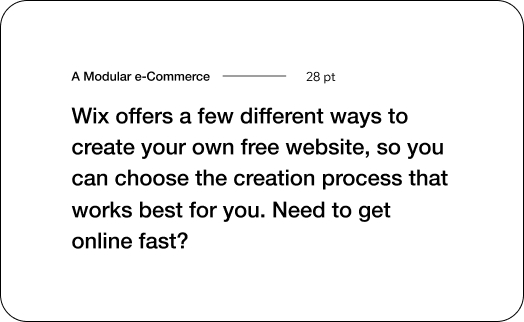 A Modular e-Commerce 28 pt
Wix offers a few different ways to
create your own free website, so you
can choose the creation process that
works best for you. Need to get
online fast?